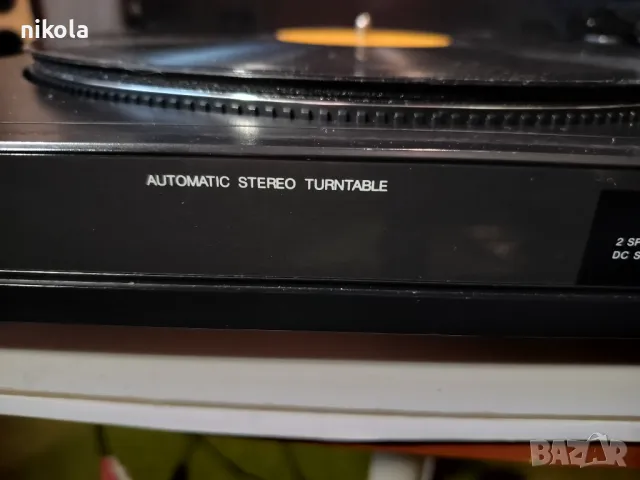 nikola
AUTOMATIC STEREO TURNTABLE
2 SP
DC S
BAZAR